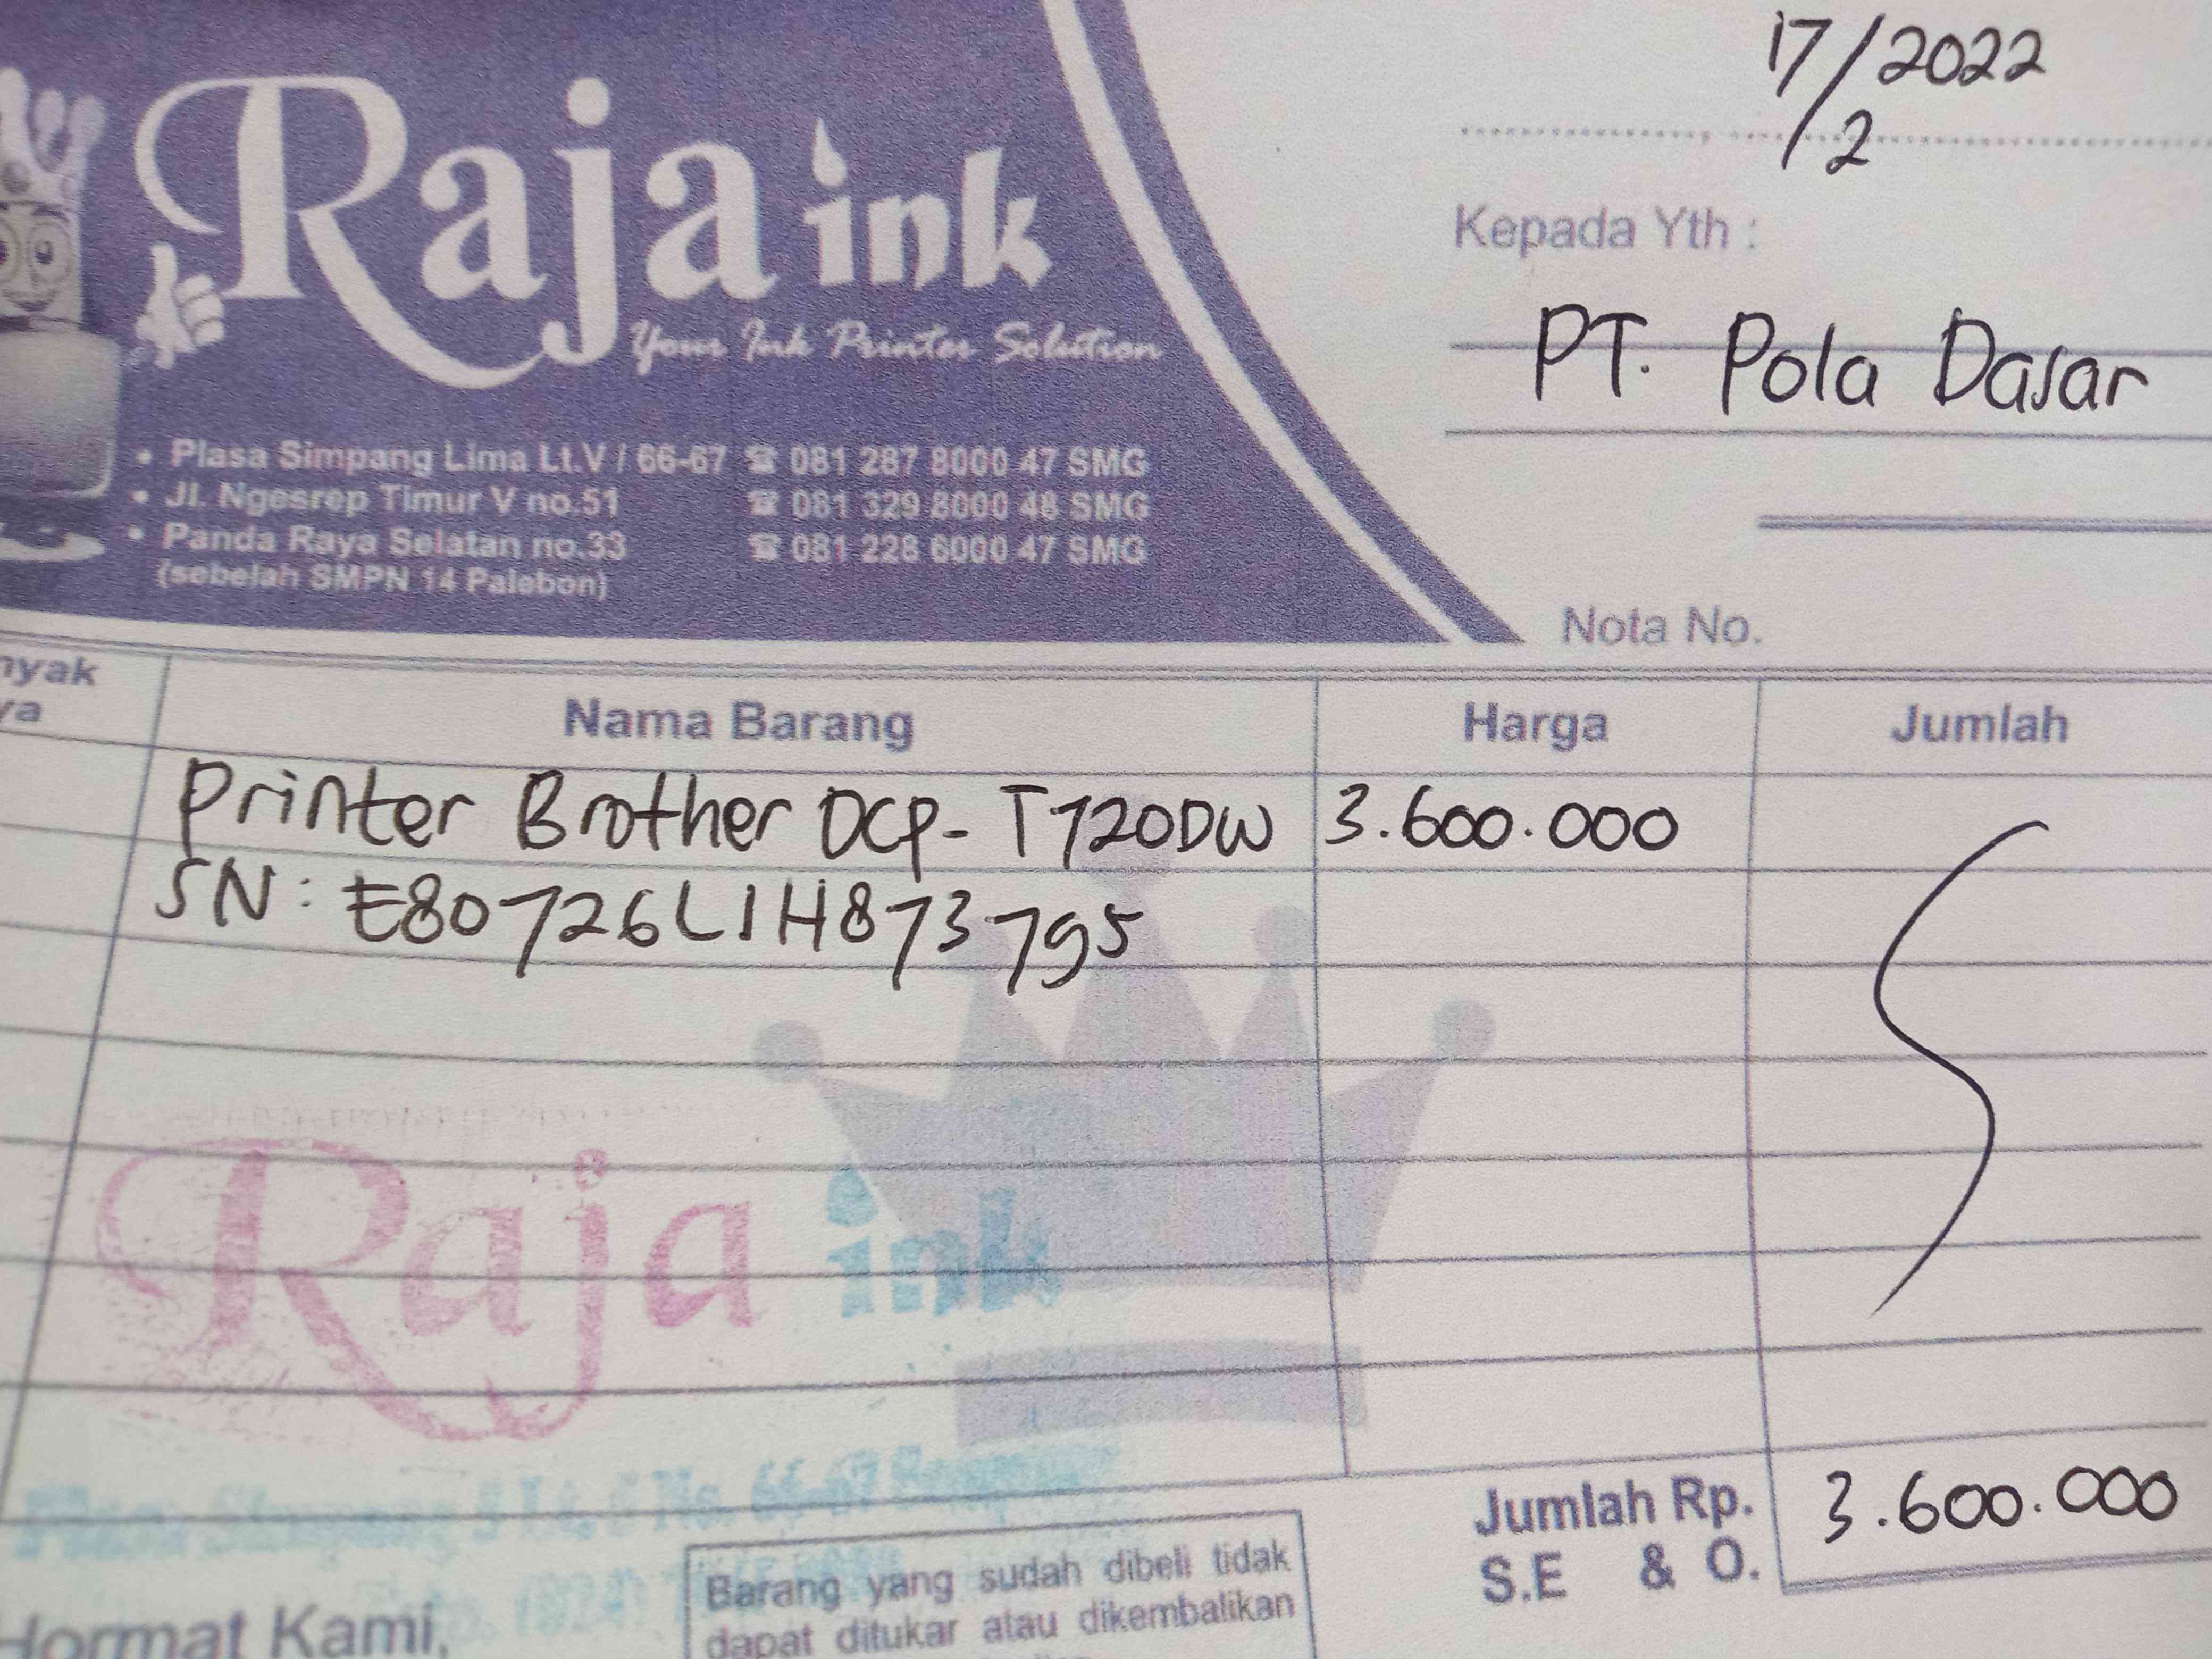 Raja ink
Your Ink Printer Solution
• Plasa Simpang Lima Lt.V / 66-67 ☎ 081 287 8000 47 SMG
• Jl. Ngesrep Timur V no.51 ☎ 081 329 8000 48 SMG
• Panda Raya Selatan no.33 ☎ 081 228 6000 47 SMG
(sebelah SMPN 14 Palebon)
17/2/2022
Kepada Yth :
PT. Pola Dasar
Nota No.
nyak
ya
Nama Barang Harga Jumlah
Printer Brother DCP-T720DW 3.600.000
SN: E80726L1H873795
Raja ink
66-67
Jumlah Rp. 3.600.000
S.E & O.
Hormat Kami,
Barang yang sudah dibeli tidak
dapat ditukar atau dikembalikan